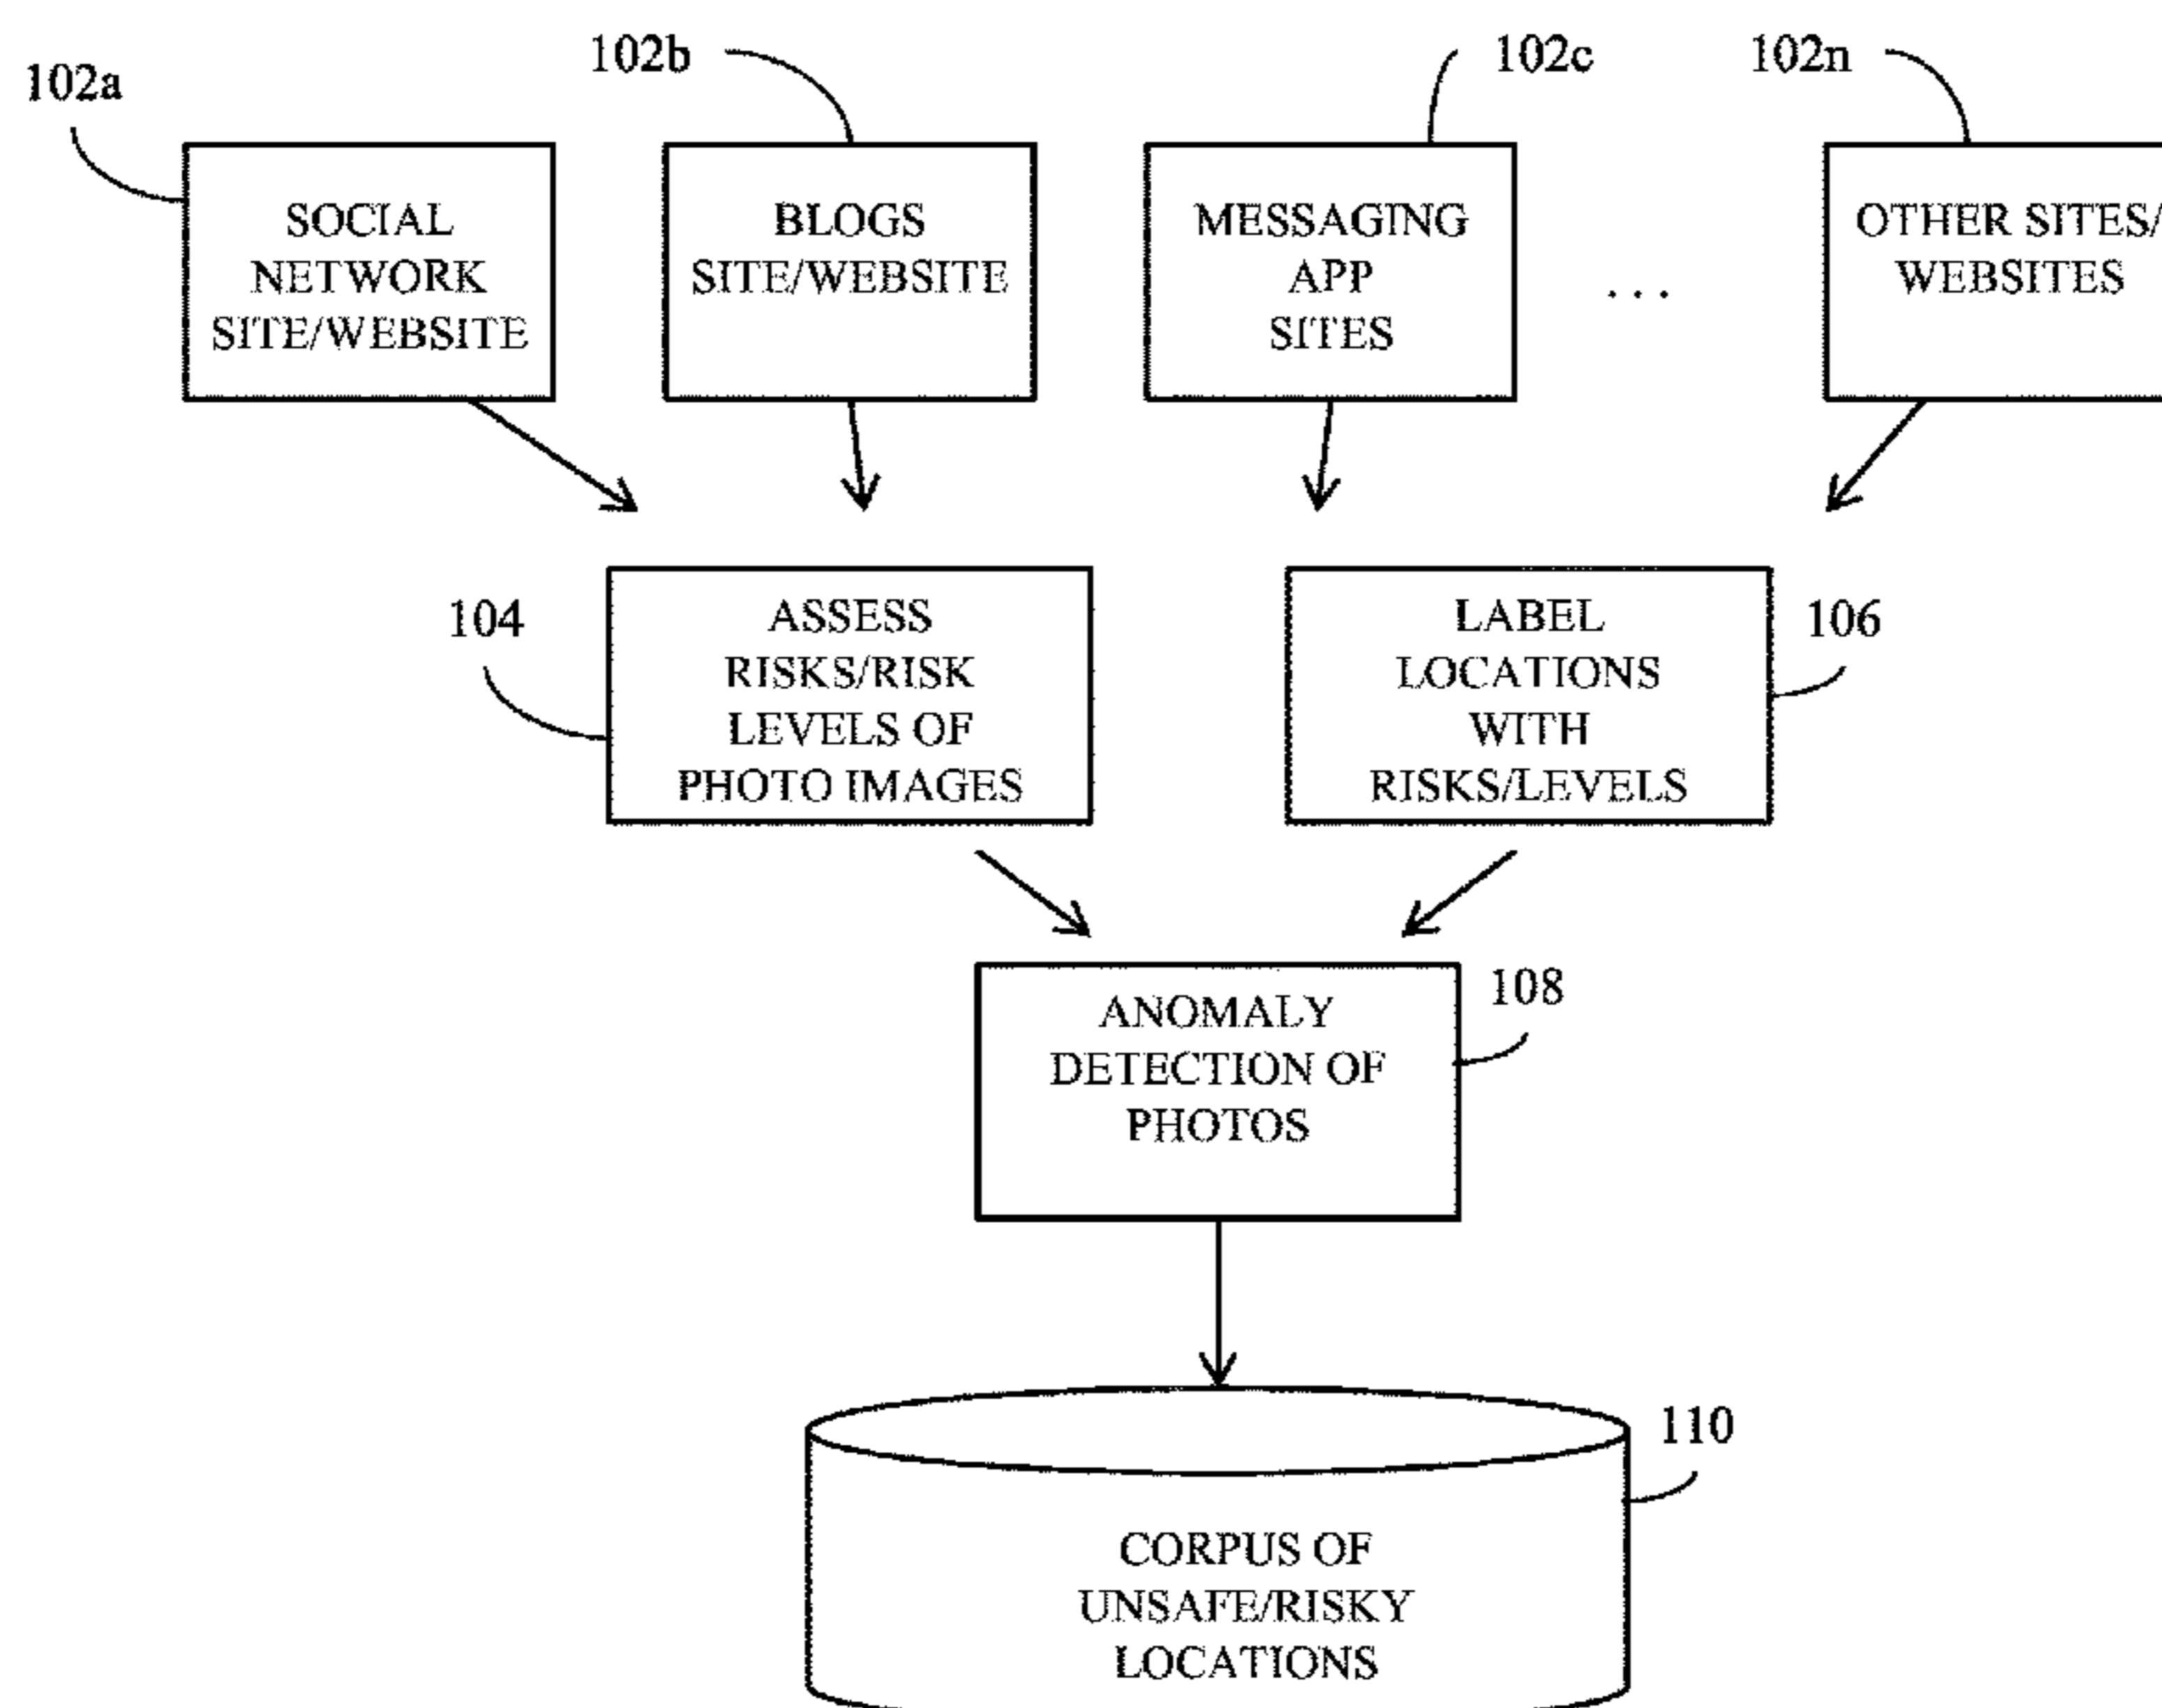 102a
102b
102c
102n
SOCIAL
NETWORK
SITE/WEBSITE
BLOGS
SITE/WEBSITE
MESSAGING
APP
SITES
. . .
OTHER SITES/
WEBSITES
104
ASSESS
RISKS/RISK
LEVELS OF
PHOTO IMAGES
LABEL
LOCATIONS
WITH
RISKS/LEVELS
106
ANOMALY
DETECTION OF
PHOTOS
108
110
CORPUS OF
UNSAFE/RISKY
LOCATIONS